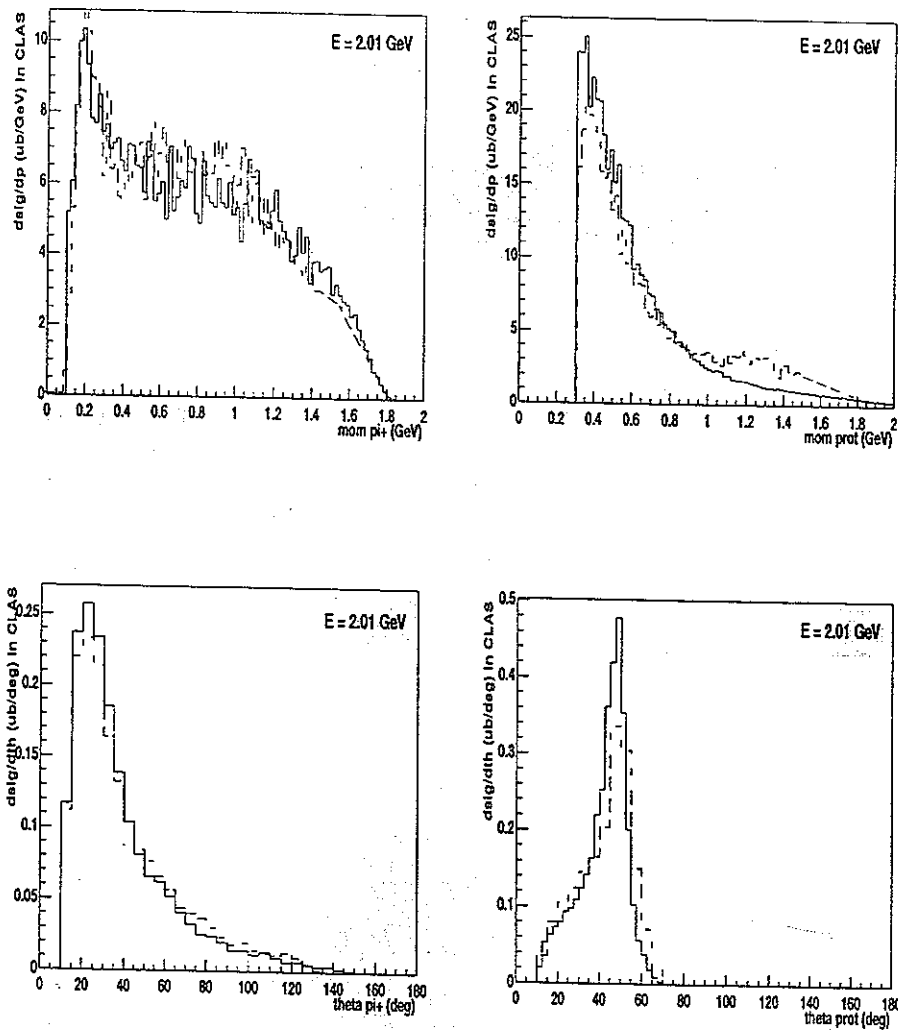 dsig/dp (ub/GeV) In CLAS
E = 2.01 GeV
10
8
6
4
2
0
0 0.2 0.4 0.6 0.8 1 1.2 1.4 1.6 1.8 2
mom pi+ (GeV)
dsig/dp (ub/GeV) In CLAS
E = 2.01 GeV
25
20
15
10
5
0
0 0.2 0.4 0.6 0.8 1 1.2 1.4 1.6 1.8 2
mom prot (GeV)
dsig/dth (ub/deg) In CLAS
E = 2.01 GeV
0.25
0.2
0.15
0.1
0.05
0
0 20 40 60 80 100 120 140 160 180
theta pi+ (deg)
dsig/dth (ub/deg) In CLAS
E = 2.01 GeV
0.5
0.4
0.3
0.2
0.1
0
0 20 40 60 80 100 120 140 160 180
theta prot (deg)